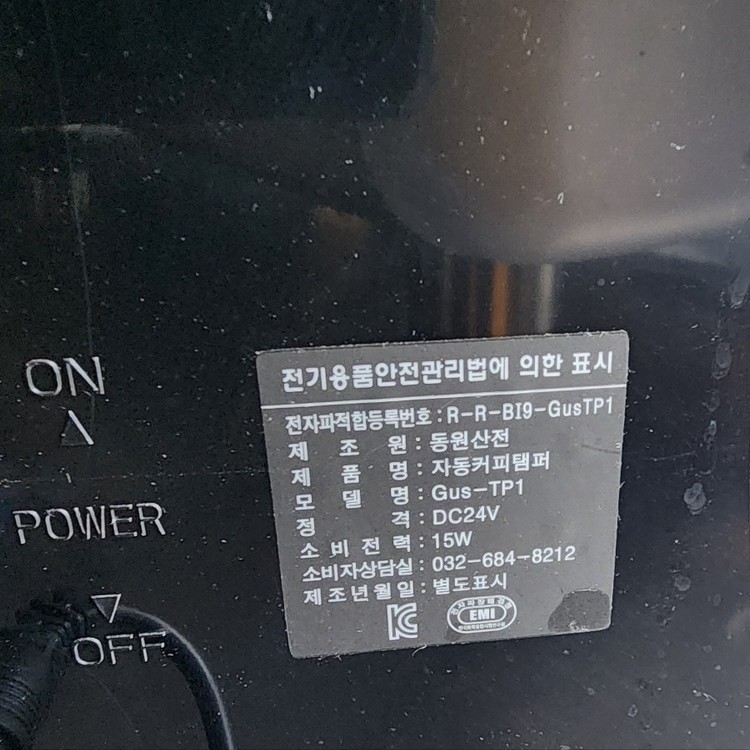 ON
POWER
OFF
전기용품안전관리법에 의한 표시
전자파적합등록번호 : R-R-BI9-GusTP1
제 조 원 : 동원산전
제 품 명 : 자동커피탬퍼
모 델 명 : Gus-TP1
정 격 : DC24V
소 비 전 력 : 15W
소비자상담실 : 032-684-8212
제 조 년 월 일 : 별도표시
EMI